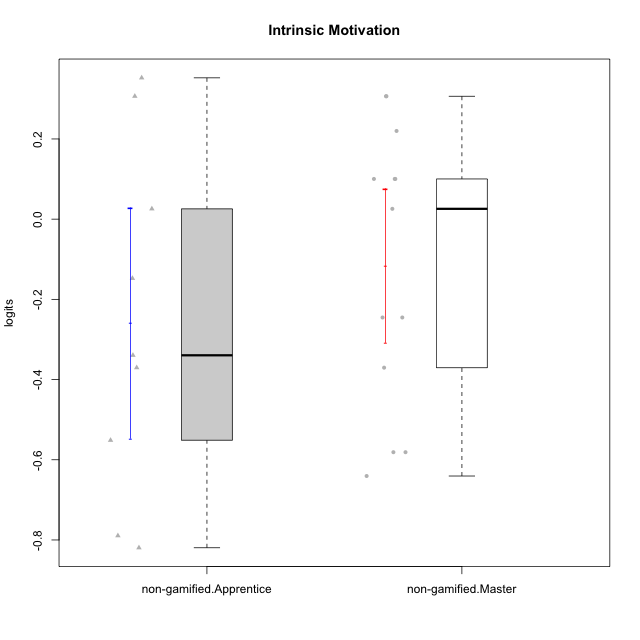 Intrinsic Motivation
logits
0.2
0.0
-0.2
-0.4
-0.6
-0.8
non-gamified.Apprentice
non-gamified.Master